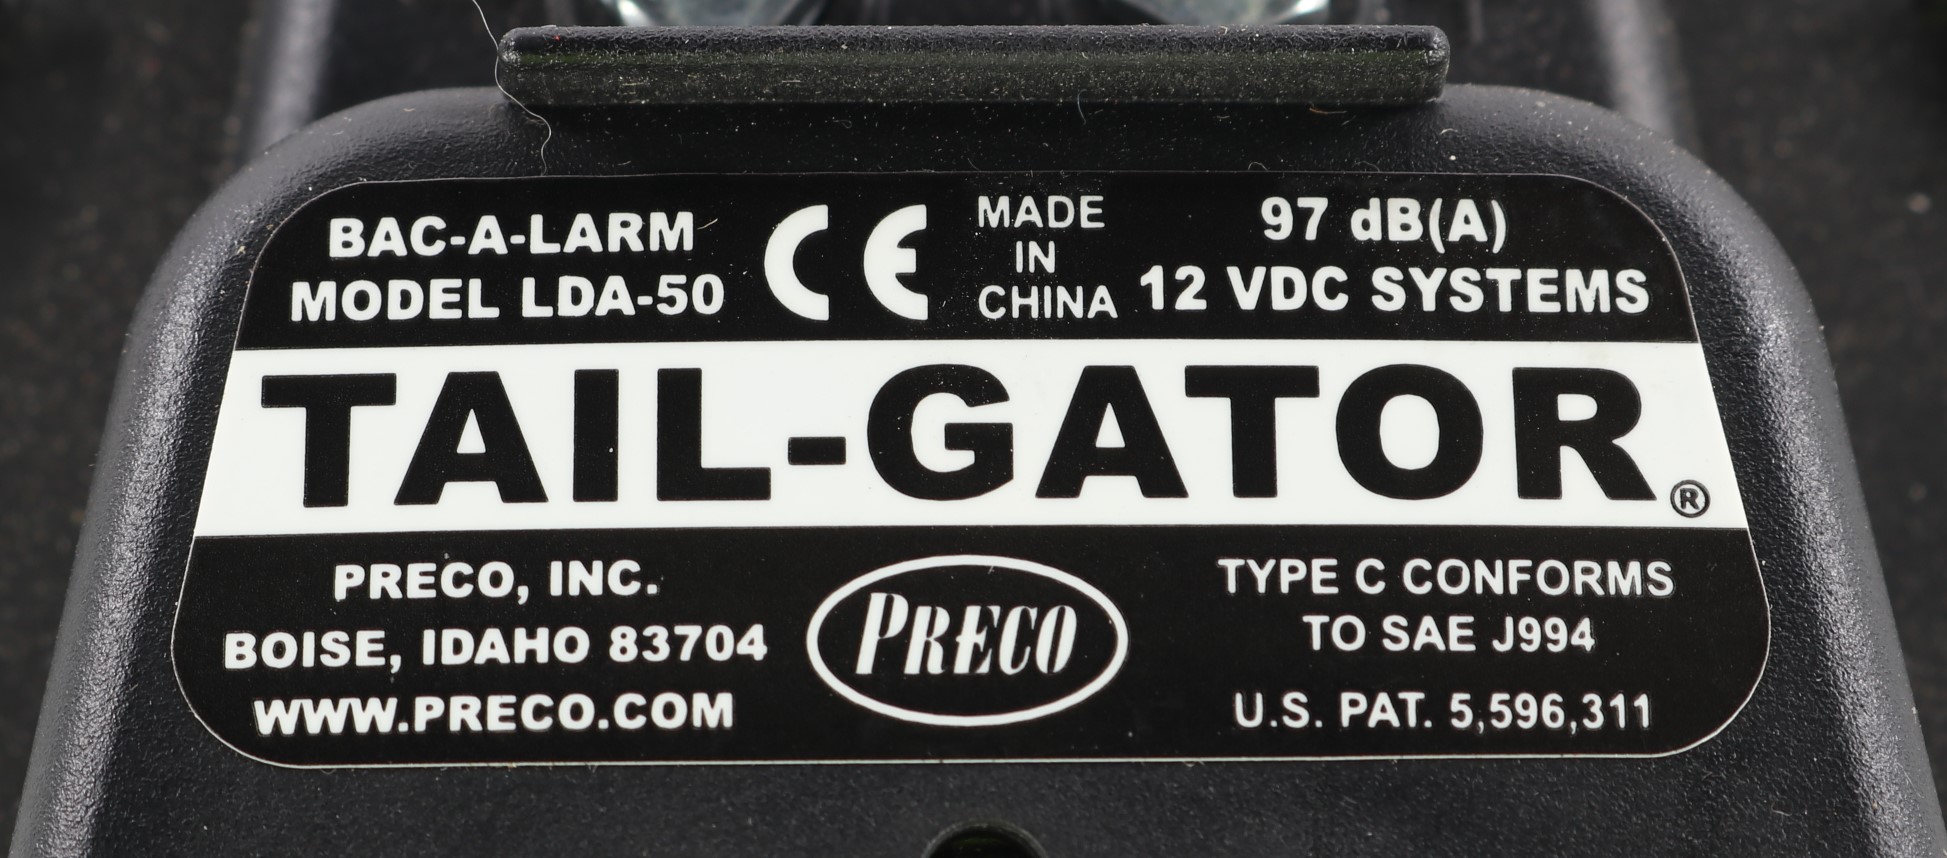 BAC-A-LARM
MODEL LDA-50
CE
MADE
IN
CHINA
97 dB(A)
12 VDC SYSTEMS
TAIL-GATOR®
PRECO, INC.
BOISE, IDAHO 83704
WWW.PRECO.COM
PRECO
TYPE C CONFORMS
TO SAE J994
U.S. PAT. 5,596,311